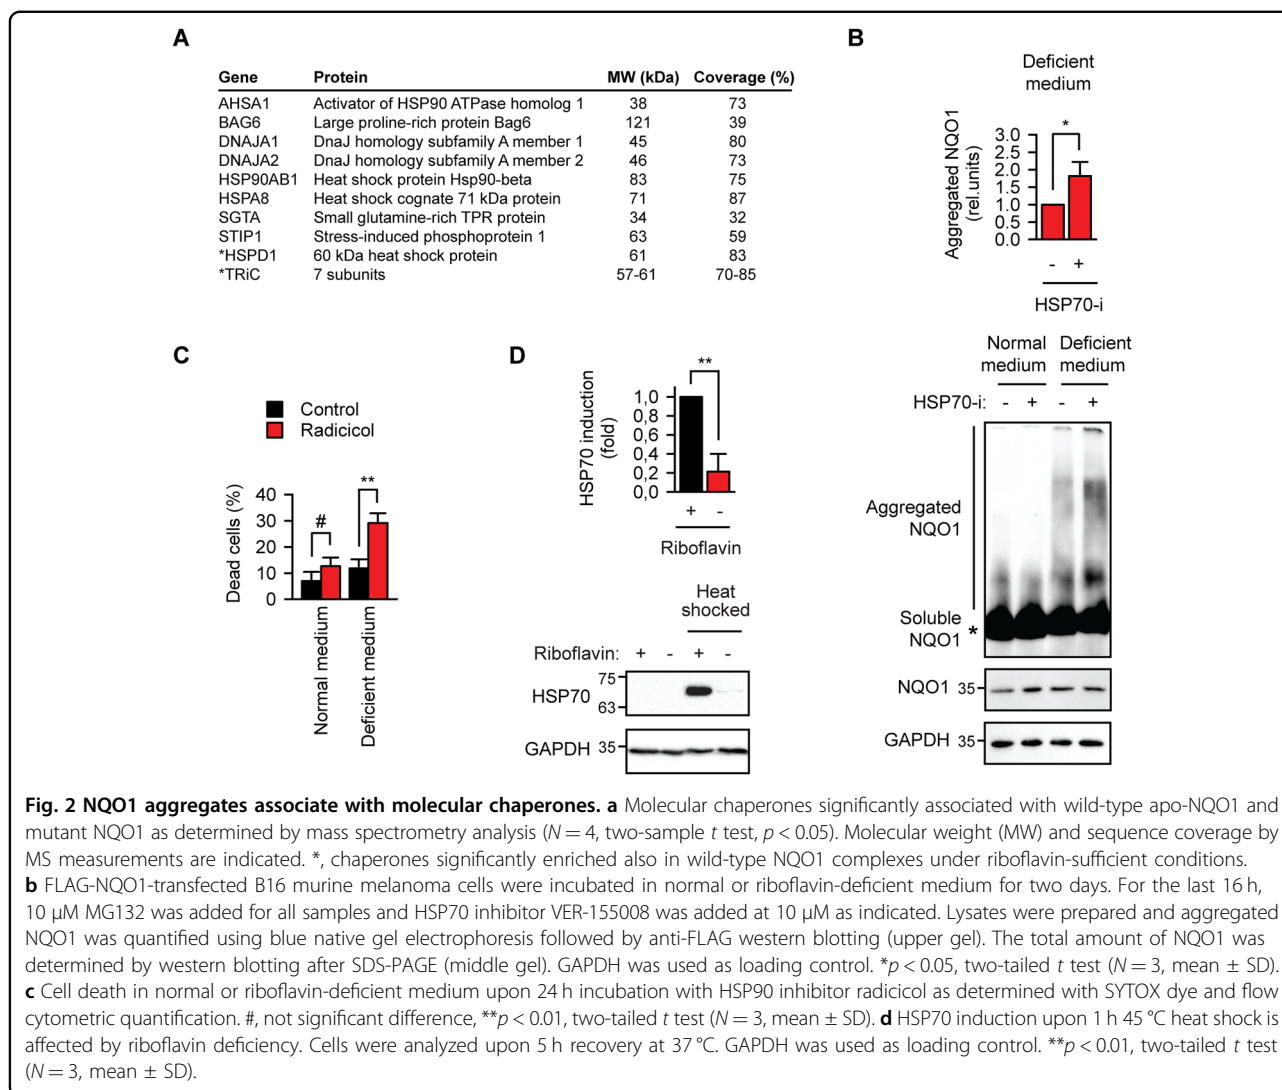 A
Gene Protein MW (kDa) Coverage (%)
AHSA1 Activator of HSP90 ATPase homolog 1 38 73
BAG6 Large proline-rich protein Bag6 121 39
DNAJA1 DnaJ homology subfamily A member 1 45 80
DNAJA2 DnaJ homology subfamily A member 2 46 73
HSP90AB1 Heat shock protein Hsp90-beta 83 75
HSPA8 Heat shock cognate 71 kDa protein 71 87
SGTA Small glutamine-rich TPR protein 34 32
STIP1 Stress-induced phosphoprotein 1 63 59
*HSPD1 60 kDa heat shock protein 61 83
*TRiC 7 subunits 57-61 70-85
B
Deficient
medium
Aggregated NQO1
(rel.units)
3.0
2.5
2.0
1.5
1.0
0.5
0.0
*
- +
HSP70-i
Normal
medium
Deficient
medium
HSP70-i: - + - +
Aggregated
NQO1
Soluble
NQO1 *
NQO1 35
GAPDH 35
C
Control
Radicicol
Dead cells (%)
40
30
20
10
0
#
**
Normal medium
Deficient medium
D
HSP70 induction
(fold)
1,0
0,8
0,6
0,4
0,2
0,0
**
+ -
Riboflavin
Heat
shocked
Riboflavin: + - + -
75
HSP70
63
GAPDH 35
Fig. 2 NQO1 aggregates associate with molecular chaperones. a Molecular chaperones significantly associated with wild-type apo-NQO1 and
mutant NQO1 as determined by mass spectrometry analysis (N = 4, two-sample t test, p < 0.05). Molecular weight (MW) and sequence coverage by
MS measurements are indicated. *, chaperones significantly enriched also in wild-type NQO1 complexes under riboflavin-sufficient conditions.
b FLAG-NQO1-transfected B16 murine melanoma cells were incubated in normal or riboflavin-deficient medium for two days. For the last 16 h,
10 µM MG132 was added for all samples and HSP70 inhibitor VER-155008 was added at 10 µM as indicated. Lysates were prepared and aggregated
NQO1 was quantified using blue native gel electrophoresis followed by anti-FLAG western blotting (upper gel). The total amount of NQO1 was
determined by western blotting after SDS-PAGE (middle gel). GAPDH was used as loading control. *p < 0.05, two-tailed t test (N = 3, mean ± SD).
c Cell death in normal or riboflavin-deficient medium upon 24 h incubation with HSP90 inhibitor radicicol as determined with SYTOX dye and flow
cytometric quantification. #, not significant difference, **p < 0.01, two-tailed t test (N = 3, mean ± SD). d HSP70 induction upon 1 h 45 °C heat shock is
affected by riboflavin deficiency. Cells were analyzed upon 5 h recovery at 37 °C. GAPDH was used as loading control. **p < 0.01, two-tailed t test
(N = 3, mean ± SD).